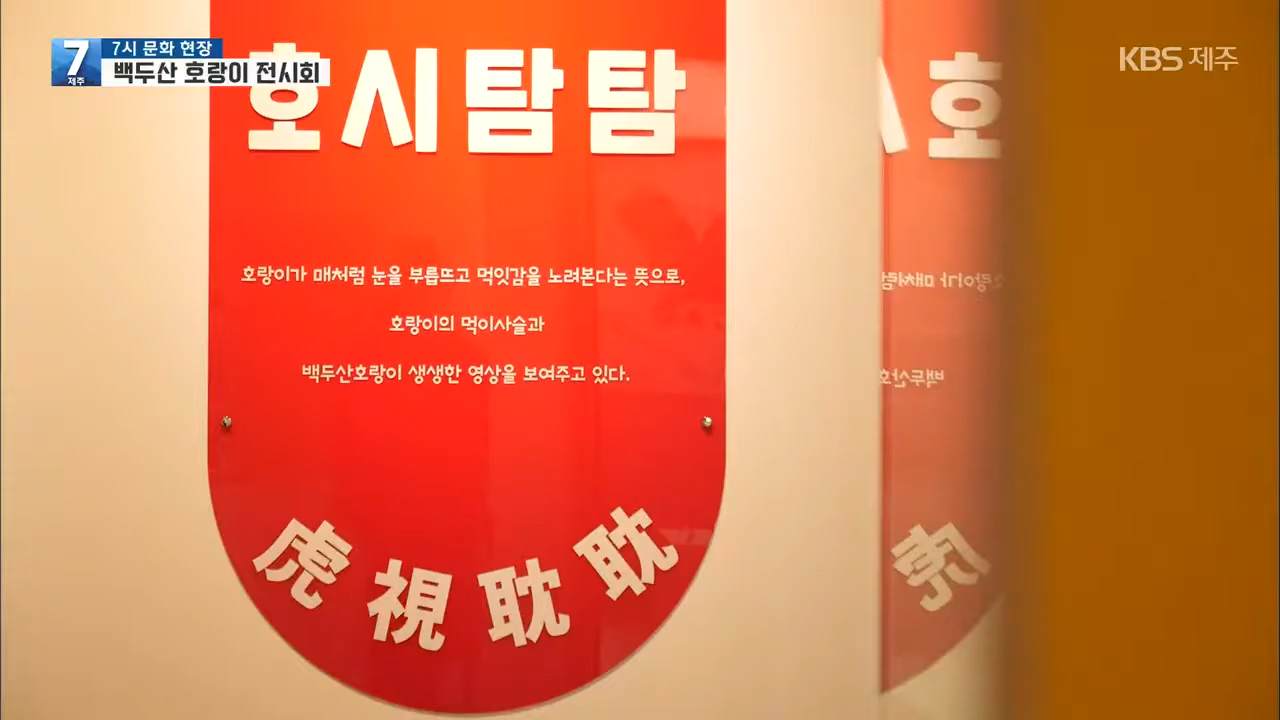 7
제주
7시 문화 현장
백두산 호랑이 전시회
KBS 제주
호시탐탐
호랑이가 매처럼 눈을 부릅뜨고 먹잇감을 노려본다는 뜻으로,
호랑이의 먹이사슬과
백두산호랑이 생생한 영상을 보여주고 있다.
虎視耽耽
호